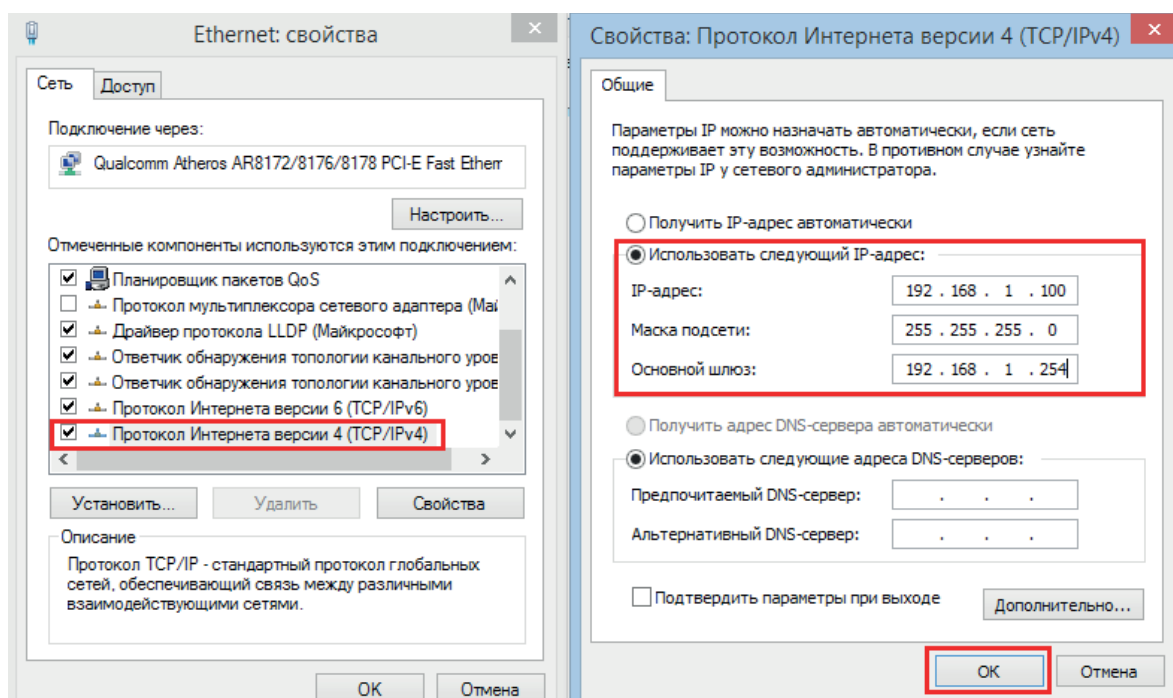 Ethernet: свойства
Сеть
Доступ
Подключение через:
Qualcomm Atheros AR8172/8176/8178 PCI-E Fast Ethern
Настроить...
Отмеченные компоненты используются этим подключением:
Планировщик пакетов QoS
Протокол мультиплексора сетевого адаптера (Май
Драйвер протокола LLDP (Майкрософт)
Ответчик обнаружения топологии канального уров
Ответчик обнаружения топологии канального уров
Протокол Интернета версии 6 (TCP/IPv6)
Протокол Интернета версии 4 (TCP/IPv4)
Установить...
Удалить
Свойства
Описание
Протокол TCP/IP - стандартный протокол глобальных
сетей, обеспечивающий связь между различными
взаимодействующими сетями.
OK
Отмена
Свойства: Протокол Интернета версии 4 (TCP/IPv4)
Общие
Параметры IP можно назначать автоматически, если сеть
поддерживает эту возможность. В противном случае узнайте
параметры IP у сетевого администратора.
Получить IP-адрес автоматически
Использовать следующий IP-адрес:
IP-адрес:
192 . 168 . 1 . 100
Маска подсети:
255 . 255 . 255 . 0
Основной шлюз:
192 . 168 . 1 . 254
Получить адрес DNS-сервера автоматически
Использовать следующие адреса DNS-серверов:
Предпочитаемый DNS-сервер:
. . .
Альтернативный DNS-сервер:
. . .
Подтвердить параметры при выходе
Дополнительно...
OK
Отмена